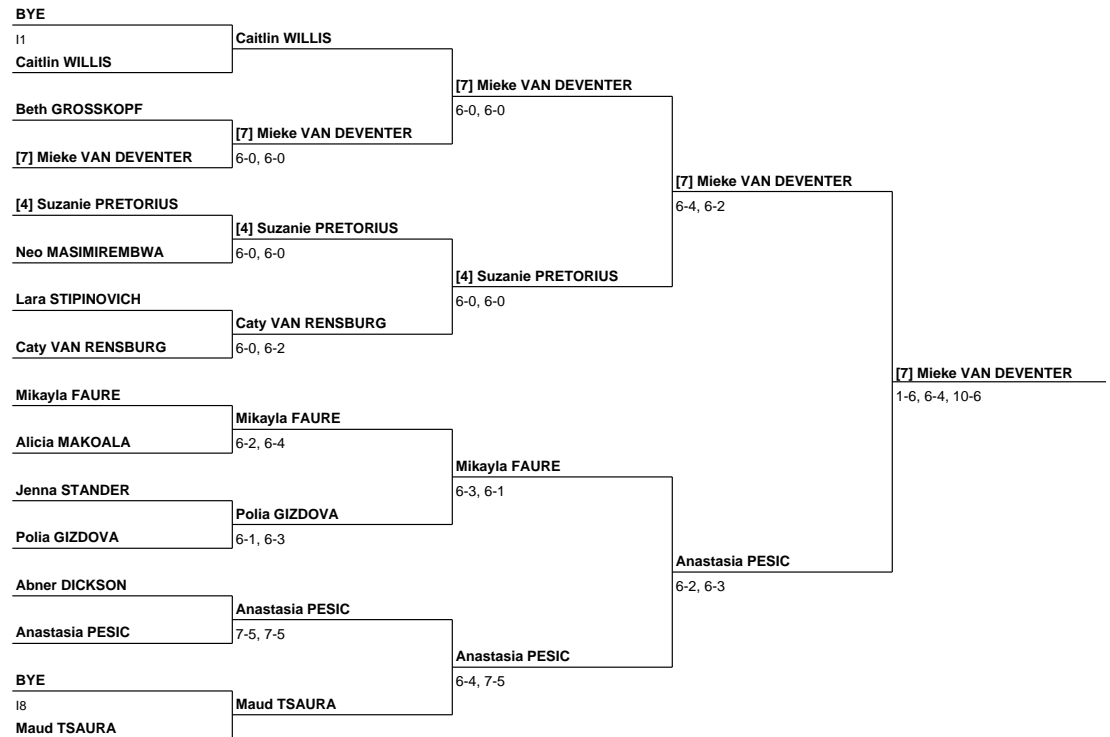 BYE
I1
Caitlin WILLIS
Caitlin WILLIS
[7] Mieke VAN DEVENTER
Beth GROSSKOPF
6-0, 6-0
[7] Mieke VAN DEVENTER
[7] Mieke VAN DEVENTER
6-0, 6-0
[7] Mieke VAN DEVENTER
[4] Suzanie PRETORIUS
6-4, 6-2
[4] Suzanie PRETORIUS
Neo MASIMIREMBWA
6-0, 6-0
[4] Suzanie PRETORIUS
Lara STIPINOVICH
6-0, 6-0
Caty VAN RENSBURG
Caty VAN RENSBURG
6-0, 6-2
[7] Mieke VAN DEVENTER
Mikayla FAURE
1-6, 6-4, 10-6
Mikayla FAURE
Alicia MAKOALA
6-2, 6-4
Mikayla FAURE
Jenna STANDER
6-3, 6-1
Polia GIZDOVA
Polia GIZDOVA
6-1, 6-3
Anastasia PESIC
Abner DICKSON
6-2, 6-3
Anastasia PESIC
Anastasia PESIC
7-5, 7-5
Anastasia PESIC
BYE
6-4, 7-5
I8
Maud TSAURA
Maud TSAURA